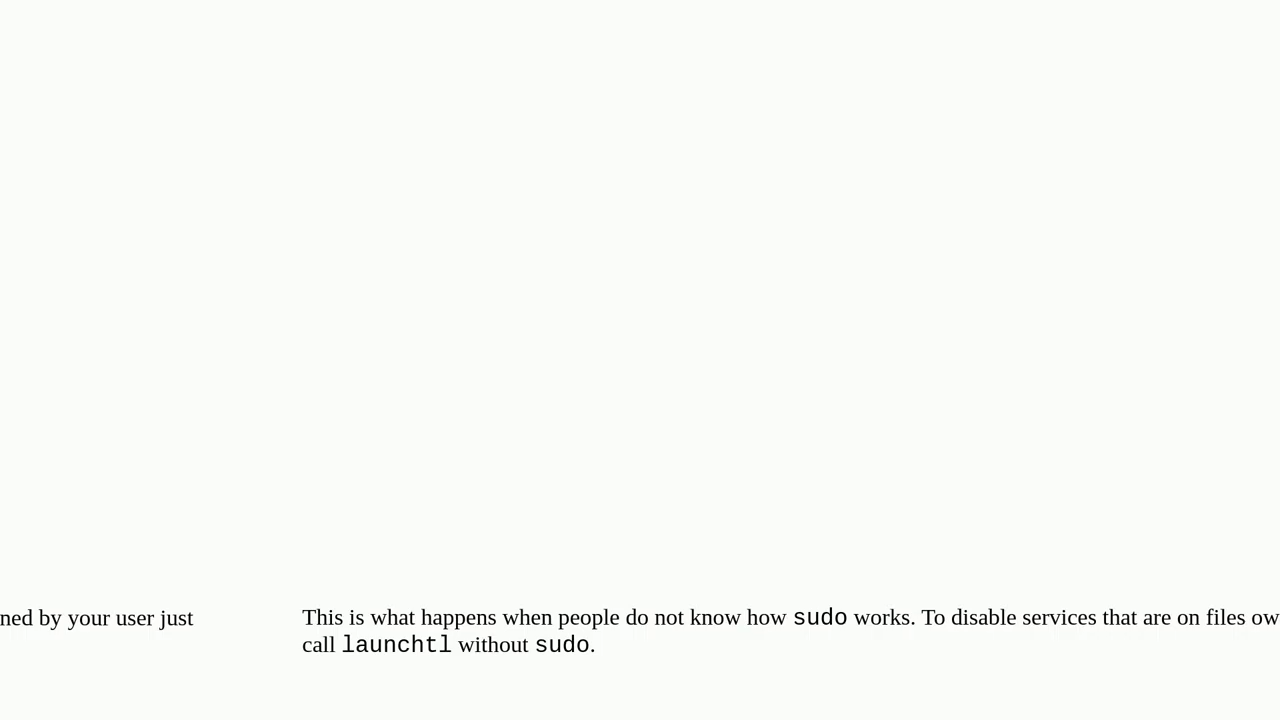 ned by your user just
This is what happens when people do not know how sudo works. To disable services that are on files ow
call launchtl without sudo.